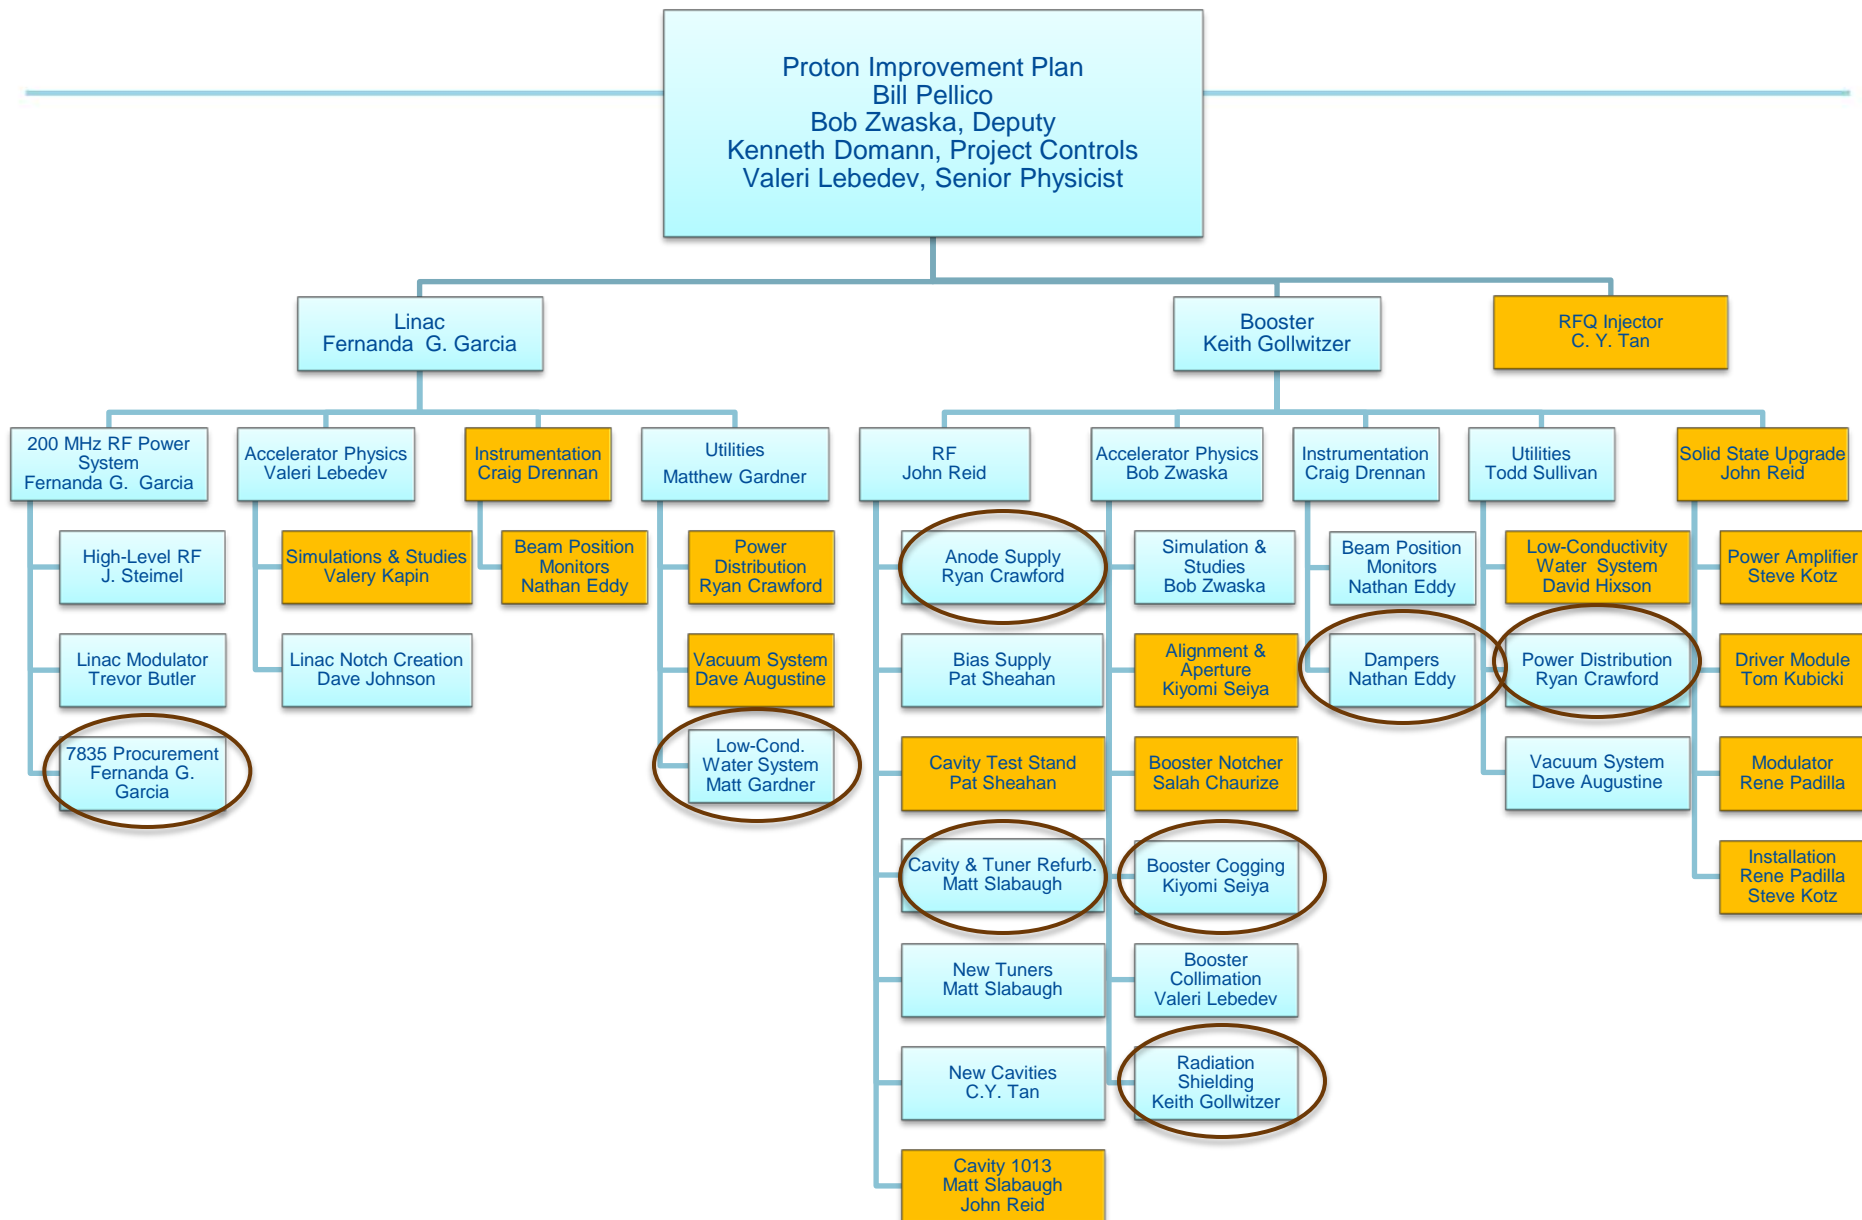 Proton Improvement Plan
Bill Pellico
Bob Zwaska, Deputy
Kenneth Domann, Project Controls
Valeri Lebedev, Senior Physicist
Linac
Fernanda G. Garcia
Booster
Keith Gollwitzer
RFQ Injector
C. Y. Tan
200 MHz RF Power
System
Fernanda G. Garcia
Accelerator Physics
Valeri Lebedev
Instrumentation
Craig Drennan
Utilities
Matthew Gardner
RF
John Reid
Accelerator Physics
Bob Zwaska
Instrumentation
Craig Drennan
Utilities
Todd Sullivan
Solid State Upgrade
John Reid
High-Level RF
J. Steimel
Linac Modulator
Trevor Butler
7835 Procurement
Fernanda G.
Garcia
Simulations & Studies
Valery Kapin
Linac Notch Creation
Dave Johnson
Beam Position
Monitors
Nathan Eddy
Power
Distribution
Ryan Crawford
Vacuum System
Dave Augustine
Low-Cond.
Water System
Matt Gardner
Anode Supply
Ryan Crawford
Bias Supply
Pat Sheahan
Cavity Test Stand
Pat Sheahan
Cavity & Tuner Refurb.
Matt Slabaugh
New Tuners
Matt Slabaugh
New Cavities
C.Y. Tan
Cavity 1013
Matt Slabaugh
John Reid
Simulation &
Studies
Bob Zwaska
Alignment &
Aperture
Kiyomi Seiya
Booster Notcher
Salah Chaurize
Booster Cogging
Kiyomi Seiya
Booster
Collimation
Valeri Lebedev
Radiation
Shielding
Keith Gollwitzer
Beam Position
Monitors
Nathan Eddy
Dampers
Nathan Eddy
Low-Conductivity
Water System
David Hixson
Power Distribution
Ryan Crawford
Vacuum System
Dave Augustine
Power Amplifier
Steve Kotz
Driver Module
Tom Kubicki
Modulator
Rene Padilla
Installation
Rene Padilla
Steve Kotz